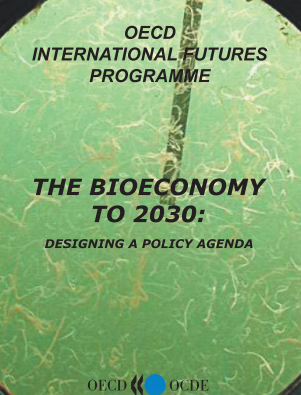 OECD
INTERNATIONAL FUTURES
PROGRAMME
THE BIOECONOMY
TO 2030:
DESIGNING A POLICY AGENDA
OECD OCDE